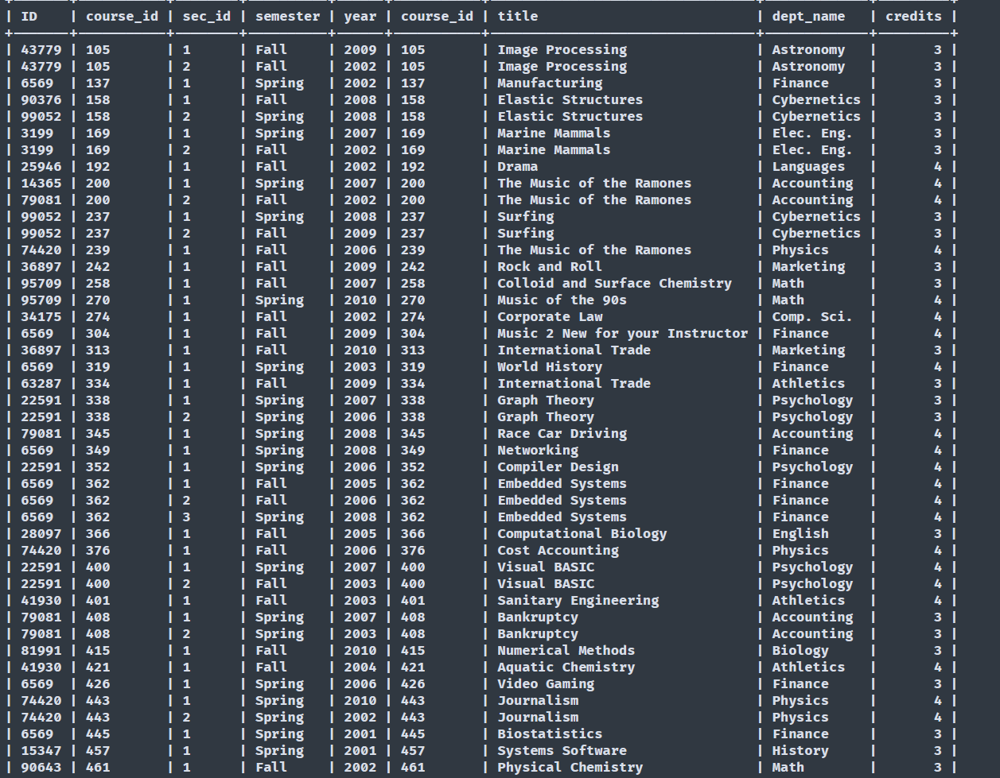 | ID | course_id | sec_id | semester | year | course_id | title | dept_name | credits |
| 43779 | 105 | 1 | Fall | 2009 | 105 | Image Processing | Astronomy | 3 |
| 43779 | 105 | 2 | Fall | 2002 | 105 | Image Processing | Astronomy | 3 |
| 6569 | 137 | 1 | Spring | 2002 | 137 | Manufacturing | Finance | 3 |
| 90376 | 158 | 1 | Fall | 2008 | 158 | Elastic Structures | Cybernetics | 3 |
| 99052 | 158 | 2 | Spring | 2008 | 158 | Elastic Structures | Cybernetics | 3 |
| 3199 | 169 | 1 | Spring | 2007 | 169 | Marine Mammals | Elec. Eng. | 3 |
| 3199 | 169 | 2 | Fall | 2002 | 169 | Marine Mammals | Elec. Eng. | 3 |
| 25946 | 192 | 1 | Fall | 2002 | 192 | Drama | Languages | 4 |
| 14365 | 200 | 1 | Spring | 2007 | 200 | The Music of the Ramones | Accounting | 4 |
| 79081 | 200 | 2 | Fall | 2002 | 200 | The Music of the Ramones | Accounting | 4 |
| 99052 | 237 | 1 | Spring | 2008 | 237 | Surfing | Cybernetics | 3 |
| 99052 | 237 | 2 | Fall | 2009 | 237 | Surfing | Cybernetics | 3 |
| 74420 | 239 | 1 | Fall | 2006 | 239 | The Music of the Ramones | Physics | 4 |
| 36897 | 242 | 1 | Fall | 2009 | 242 | Rock and Roll | Marketing | 3 |
| 95709 | 258 | 1 | Fall | 2007 | 258 | Colloid and Surface Chemistry | Math | 3 |
| 95709 | 270 | 1 | Spring | 2010 | 270 | Music of the 90s | Math | 4 |
| 34175 | 274 | 1 | Fall | 2002 | 274 | Corporate Law | Comp. Sci. | 4 |
| 6569 | 304 | 1 | Fall | 2009 | 304 | Music 2 New for your Instructor | Finance | 4 |
| 36897 | 313 | 1 | Fall | 2010 | 313 | International Trade | Marketing | 3 |
| 6569 | 319 | 1 | Spring | 2003 | 319 | World History | Finance | 4 |
| 63287 | 334 | 1 | Fall | 2009 | 334 | International Trade | Athletics | 3 |
| 22591 | 338 | 1 | Spring | 2007 | 338 | Graph Theory | Psychology | 3 |
| 22591 | 338 | 2 | Spring | 2006 | 338 | Graph Theory | Psychology | 3 |
| 79081 | 345 | 1 | Spring | 2008 | 345 | Race Car Driving | Accounting | 4 |
| 6569 | 349 | 1 | Spring | 2008 | 349 | Networking | Finance | 4 |
| 22591 | 352 | 1 | Spring | 2006 | 352 | Compiler Design | Psychology | 4 |
| 6569 | 362 | 1 | Fall | 2005 | 362 | Embedded Systems | Finance | 4 |
| 6569 | 362 | 2 | Fall | 2006 | 362 | Embedded Systems | Finance | 4 |
| 6569 | 362 | 3 | Spring | 2008 | 362 | Embedded Systems | Finance | 4 |
| 28097 | 366 | 1 | Fall | 2005 | 366 | Computational Biology | English | 3 |
| 74420 | 376 | 1 | Fall | 2006 | 376 | Cost Accounting | Physics | 4 |
| 22591 | 400 | 1 | Spring | 2007 | 400 | Visual BASIC | Psychology | 4 |
| 22591 | 400 | 2 | Fall | 2003 | 400 | Visual BASIC | Psychology | 4 |
| 41930 | 401 | 1 | Fall | 2003 | 401 | Sanitary Engineering | Athletics | 4 |
| 79081 | 408 | 1 | Spring | 2007 | 408 | Bankruptcy | Accounting | 3 |
| 79081 | 408 | 2 | Spring | 2003 | 408 | Bankruptcy | Accounting | 3 |
| 81991 | 415 | 1 | Fall | 2010 | 415 | Numerical Methods | Biology | 3 |
| 41930 | 421 | 1 | Fall | 2004 | 421 | Aquatic Chemistry | Athletics | 4 |
| 6569 | 426 | 1 | Spring | 2006 | 426 | Video Gaming | Finance | 3 |
| 74420 | 443 | 1 | Spring | 2010 | 443 | Journalism | Physics | 4 |
| 74420 | 443 | 2 | Spring | 2002 | 443 | Journalism | Physics | 4 |
| 6569 | 445 | 1 | Spring | 2001 | 445 | Biostatistics | Finance | 3 |
| 15347 | 457 | 1 | Spring | 2001 | 457 | Systems Software | History | 3 |
| 90643 | 461 | 1 | Fall | 2002 | 461 | Physical Chemistry | Math | 3 |